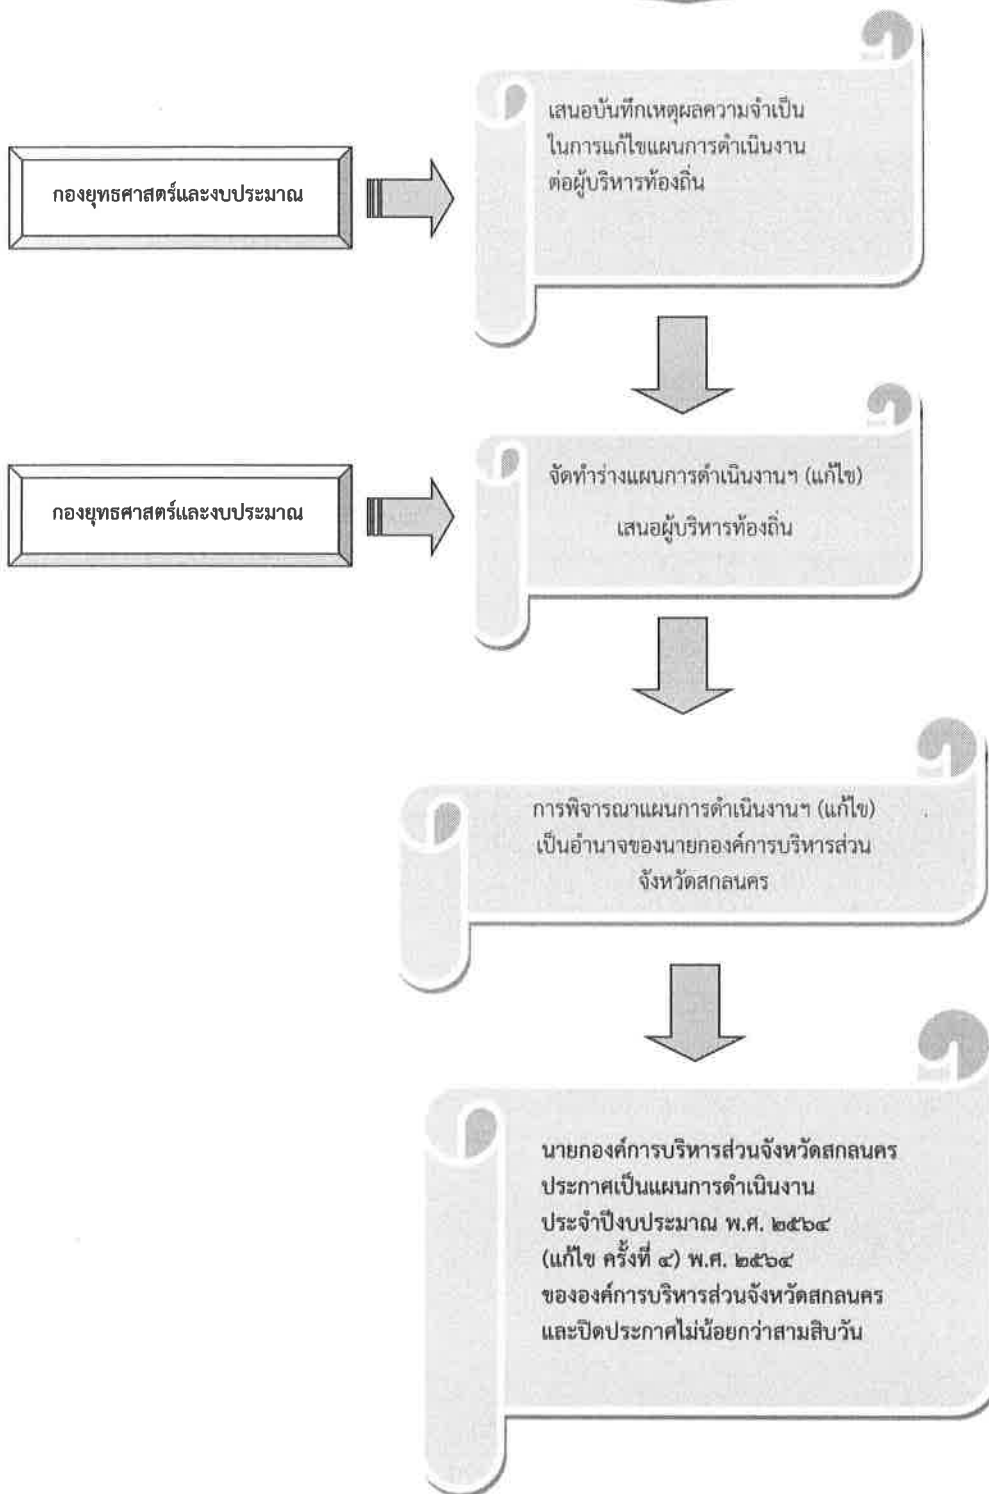 กองยุทธศาสตร์และงบประมาณ
เสนอบันทึกเหตุผลความจำเป็น
ในการแก้ไขแผนการดำเนินงาน
ต่อผู้บริหารท้องถิ่น
กองยุทธศาสตร์และงบประมาณ
จัดทำร่างแผนการดำเนินงานฯ (แก้ไข)
เสนอผู้บริหารท้องถิ่น
การพิจารณาแผนการดำเนินงานฯ (แก้ไข)
เป็นอำนาจของนายกองค์การบริหารส่วน
จังหวัดสกลนคร
นายกองค์การบริหารส่วนจังหวัดสกลนคร
ประกาศเป็นแผนการดำเนินงาน
ประจำปีงบประมาณ พ.ศ. ๒๕๖๔
(แก้ไข ครั้งที่ ๔) พ.ศ. ๒๕๖๔
ขององค์การบริหารส่วนจังหวัดสกลนคร
และปิดประกาศไม่น้อยกว่าสามสิบวัน